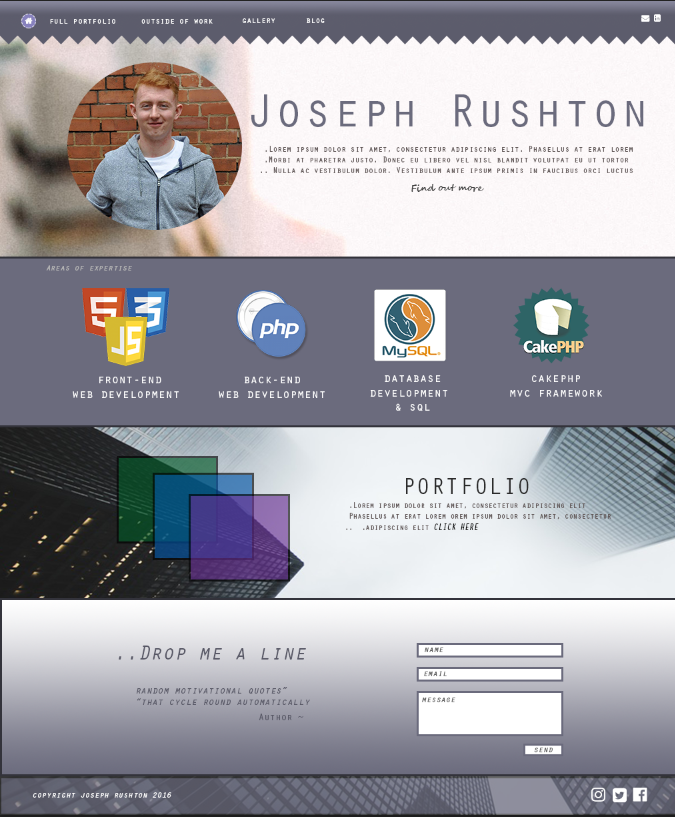 FULL PORTFOLIO OUTSIDE OF WORK GALLERY BLOG
JOSEPH RUSHTON
.LOREM IPSUM DOLOR SIT AMET, CONSECTETUR ADIPISCING ELIT. PHASELLUS AT ERAT LOREM
.MORBI AT PHARETRA JUSTO. DONEC EU LIBERO VEL NISL BLANDIT VOLUTPAT EU UT TORTOR
.. NULLA AC VESTIBULUM DOLOR. VESTIBULUM ANTE IPSUM PRIMIS IN FAUCIBUS ORCI LUCTUS
Find out more
AREAS OF EXPERTISE
5 3
JS
php
MySQL®
CakePHP
FRONT-END
WEB DEVELOPMENT
BACK-END
WEB DEVELOPMENT
DATABASE
DEVELOPMENT
& SQL
CAKEPHP
MVC FRAMEWORK
PORTFOLIO
.LOREM IPSUM DOLOR SIT AMET, CONSECTETUR ADIPISCING ELIT
PHASELLUS AT ERAT LOREM OREM IPSUM DOLOR SIT AMET, CONSECTETUR
.. .ADIPISCING ELIT CLICK HERE
..DROP ME A LINE
RANDOM MOTIVATIONAL QUOTES"
"THAT CYCLE ROUND AUTOMATICALLY
AUTHOR –
NAME
EMAIL
MESSAGE
SEND
COPYRIGHT JOSEPH RUSHTON 2016